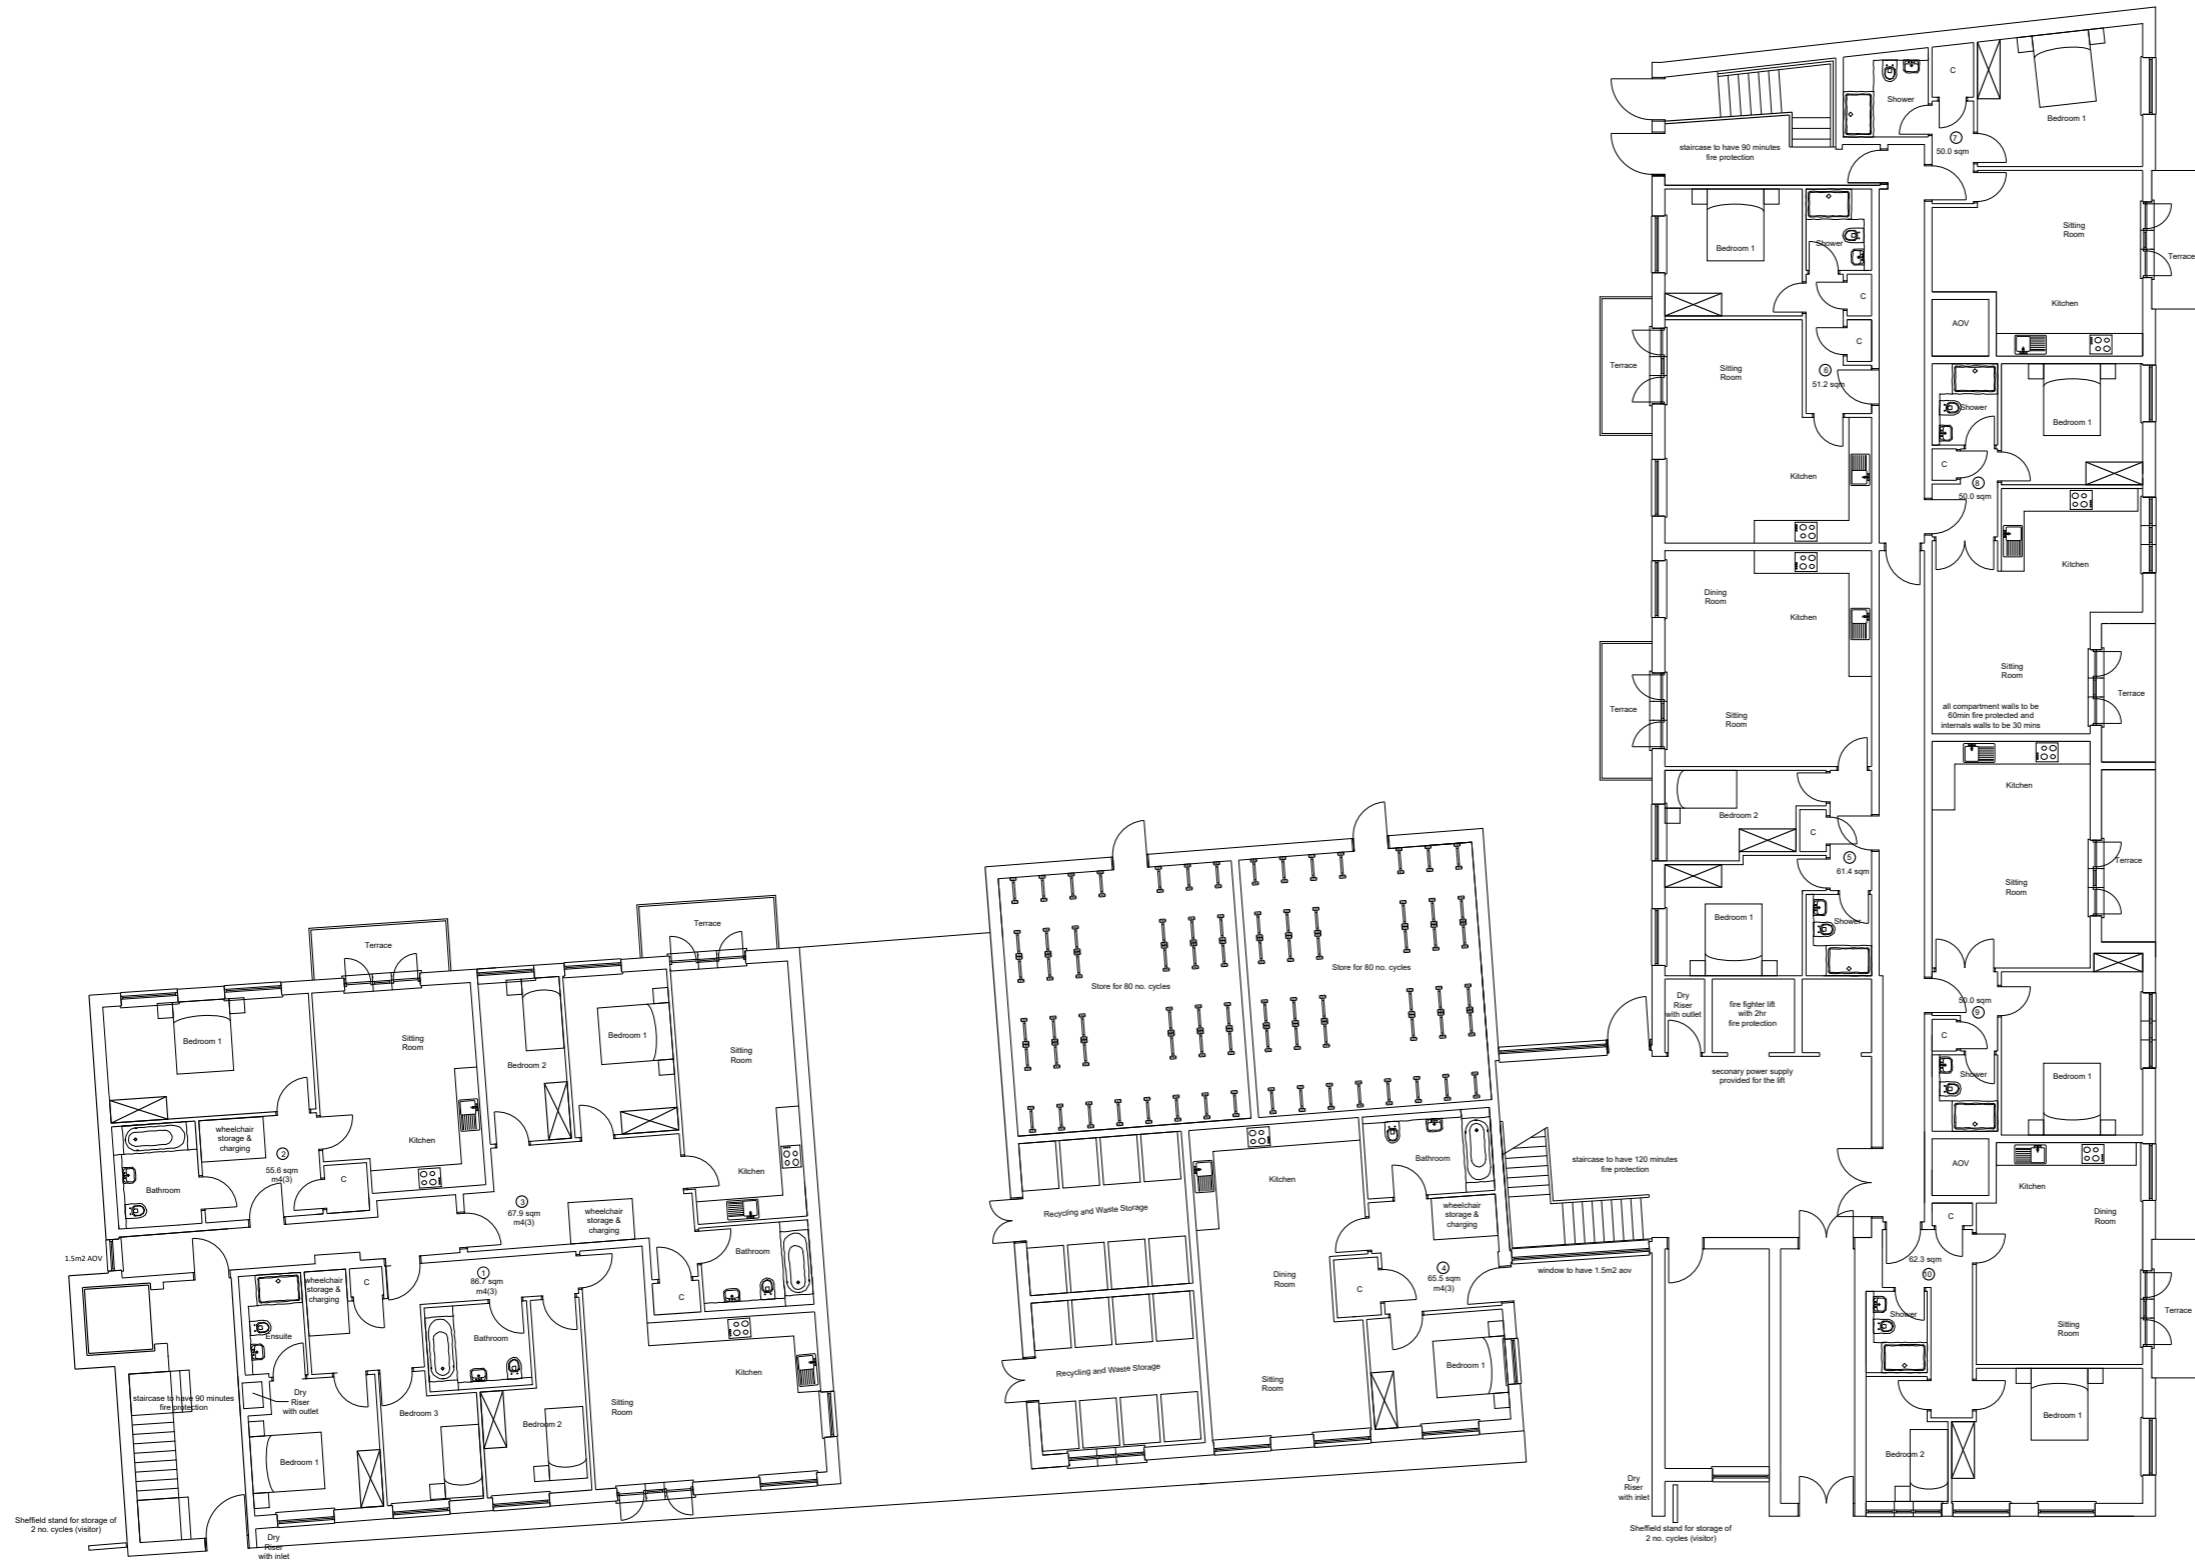 Shower
C
Bedroom 1
7
50.0 sqm
staircase to have 90 minutes
fire protection
Sitting
Room
Terrace
Kitchen
AOV
Bedroom 1
Shower
C
C
6
51.2 sqm
Terrace
Sitting
Room
Kitchen
Shower
Bedroom 1
C
8
50.0 sqm
Kitchen
Sitting
Room
Terrace
all compartment walls to be
60min fire protected and
internals walls to be 30 mins
Dining
Room
Kitchen
Terrace
Sitting
Room
Bedroom 2
C
5
61.4 sqm
Bedroom 1
Shower
Kitchen
Sitting
Room
Terrace
50.0 sqm
9
C
Shower
Bedroom 1
Dry
Riser
with outlet
fire fighter lift
with 2hr
fire protection
seconary power supply
provided for the lift
staircase to have 120 minutes
fire protection
window to have 1.5m2 aov
AOV
Kitchen
C
Dining
Room
62.3 sqm
10
Shower
Sitting
Room
Terrace
Bedroom 1
Bedroom 2
Dry
Riser
with inlet
Sheffield stand for storage of
2 no. cycles (visitor)
Store for 80 no. cycles
Store for 80 no. cycles
Recycling and Waste Storage
Recycling and Waste Storage
Kitchen
Bathroom
wheelchair
storage &
charging
Dining
Room
C
4
65.5 sqm
m4(3)
Sitting
Room
Bedroom 1
Terrace
Terrace
Bedroom 1
Sitting
Room
Bedroom 2
Bedroom 1
Sitting
Room
wheelchair
storage &
charging
Kitchen
2
55.6 sqm
m4(3)
C
Bathroom
Kitchen
3
67.9 sqm
m4(3)
wheelchair
storage &
charging
Bathroom
C
1.5m2 AOV
wheelchair
storage &
charging
C
1
86.7 sqm
m4(3)
Ensuite
Bathroom
Kitchen
staircase to have 90 minutes
fire protection
Dry
Riser
with outlet
Bedroom 3
Bedroom 2
Sitting
Room
Bedroom 1
Sheffield stand for storage of
2 no. cycles (visitor)
Dry
Riser
with inlet